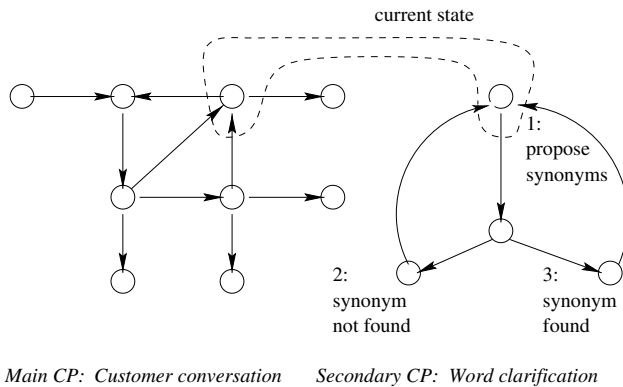 current state
1:
propose
synonyms
2:
synonym
not found
3:
synonym
found
Main CP: Customer conversation
Secondary CP: Word clarification